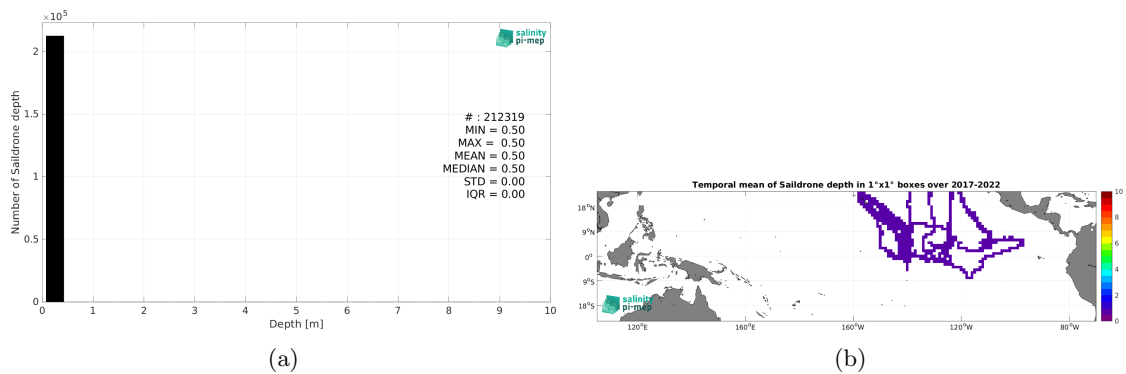 ×10⁵
2
1.5
1
0.5
0
Number of Saildrone depth
salinity
pi-mep
# : 212319
MIN = 0.50
MAX = 0.50
MEAN = 0.50
MEDIAN = 0.50
STD = 0.00
IQR = 0.00
0 1 2 3 4 5 6 7 8 9 10
Depth [m]
(a)
Temporal mean of Saildrone depth in 1°x1° boxes over 2017-2022
18°N
9°N
0°
9°S
18°S
salinity
pi-mep
120°E 160°E 160°W 120°W 80°W
10
8
6
4
2
0
(b)